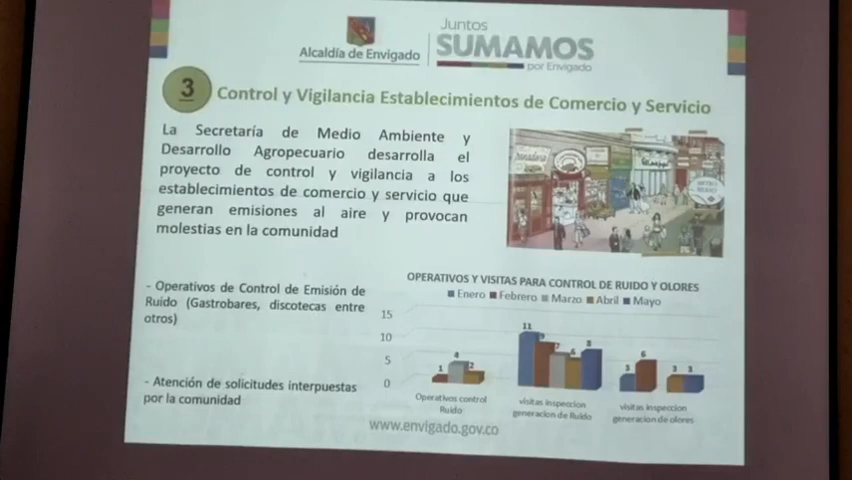 Alcaldía de Envigado
Juntos
SUMAMOS
por Envigado
3
Control y Vigilancia Establecimientos de Comercio y Servicio
La Secretaría de Medio Ambiente y
Desarrollo Agropecuario desarrolla el
proyecto de control y vigilancia a los
establecimientos de comercio y servicio que
generan emisiones al aire y provocan
molestias en la comunidad
- Operativos de Control de Emisión de
Ruido (Gastrobares, discotecas entre
otros)
- Atención de solicitudes interpuestas
por la comunidad
OPERATIVOS Y VISITAS PARA CONTROL DE RUIDO Y OLORES
Enero Febrero Marzo Abril Mayo
15
10
5
0
1 4 2
11 9 7 6 8
3 6 3 3
Operativos control
Ruido
visitas inspeccion
generacion de Ruido
visitas inspeccion
generacion de olores
www.envigado.gov.co